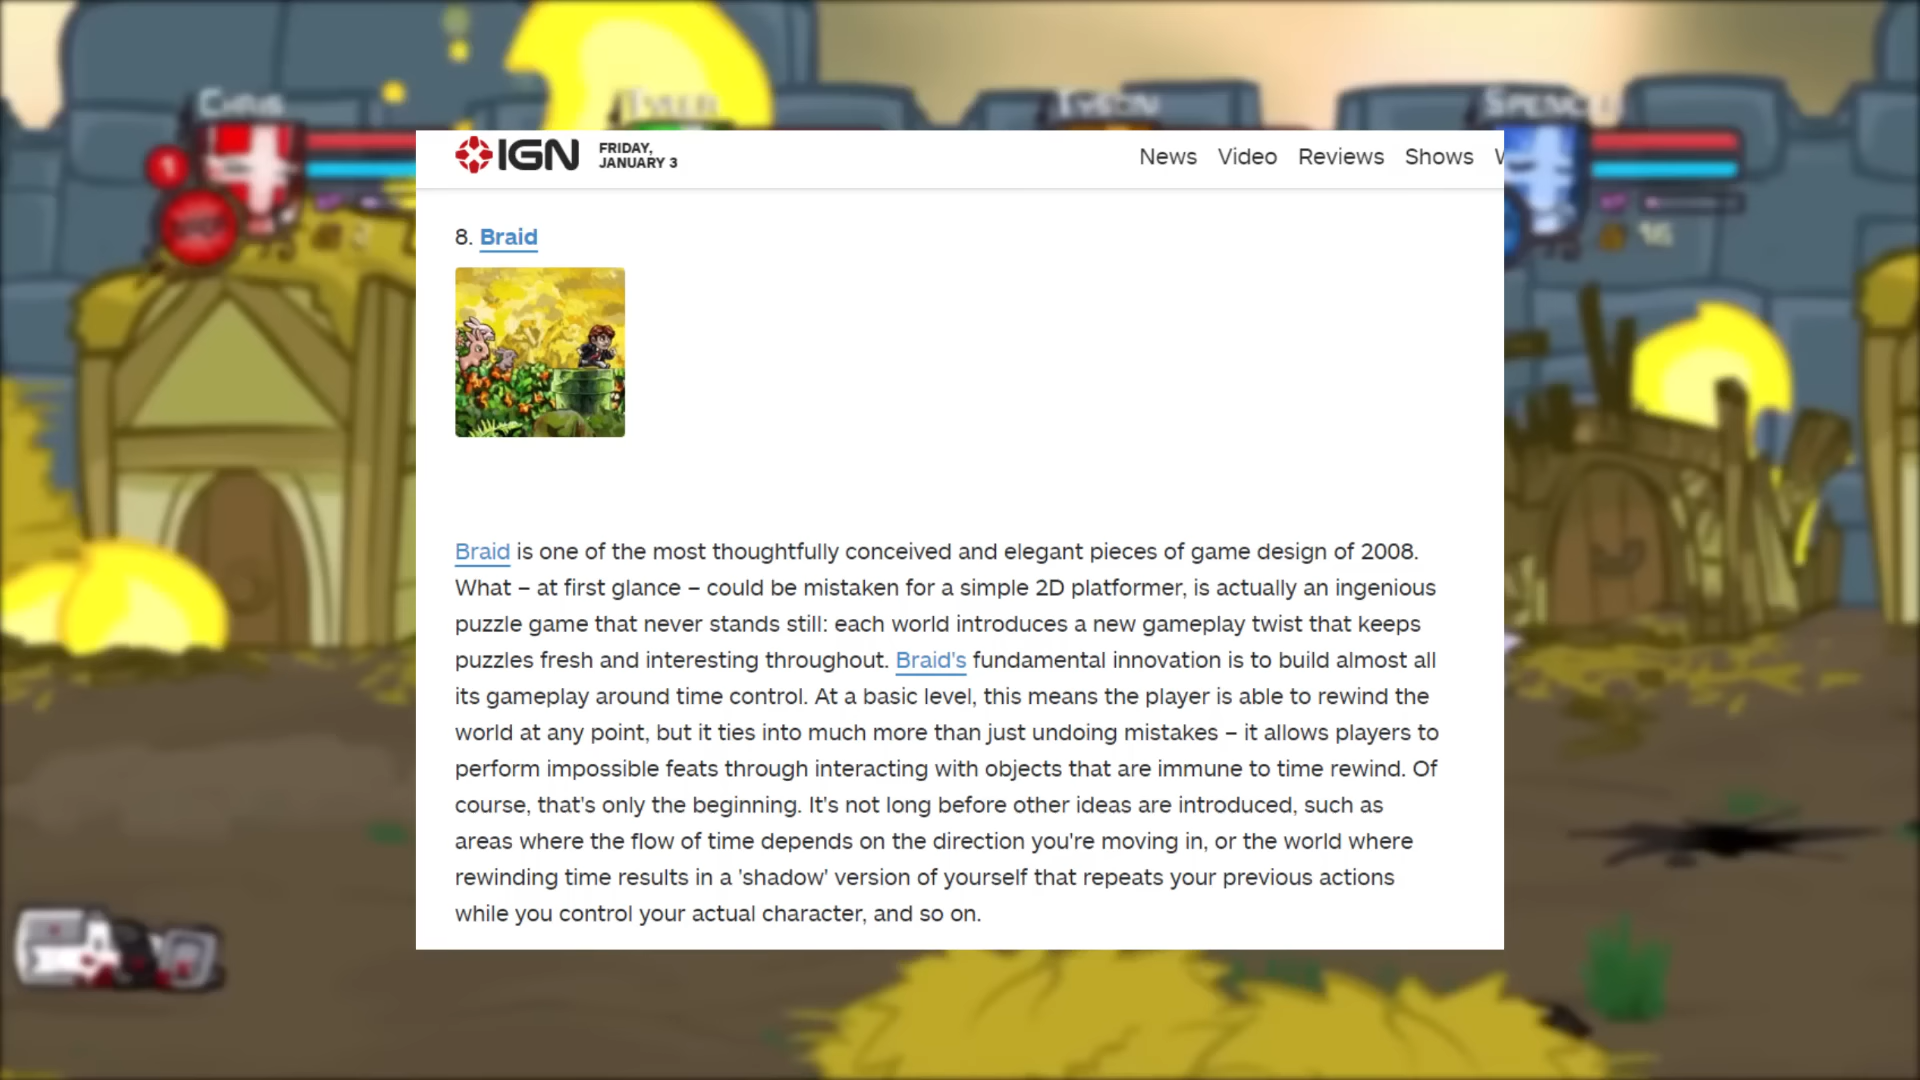 CHRIS
TYLER
TYSON
1
IGN
FRIDAY,
JANUARY 3
News Video Reviews Shows
8. Braid
Braid is one of the most thoughtfully conceived and elegant pieces of game design of 2008.
What – at first glance – could be mistaken for a simple 2D platformer, is actually an ingenious
puzzle game that never stands still: each world introduces a new gameplay twist that keeps
puzzles fresh and interesting throughout. Braid's fundamental innovation is to build almost all
its gameplay around time control. At a basic level, this means the player is able to rewind the
world at any point, but it ties into much more than just undoing mistakes – it allows players to
perform impossible feats through interacting with objects that are immune to time rewind. Of
course, that's only the beginning. It's not long before other ideas are introduced, such as
areas where the flow of time depends on the direction you're moving in, or the world where
rewinding time results in a 'shadow' version of yourself that repeats your previous actions
while you control your actual character, and so on.